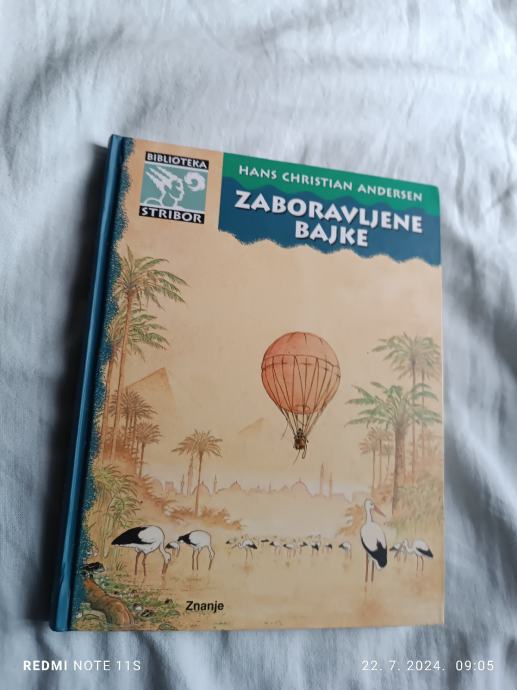 BIBLIOTEKA
STRIBOR
HANS CHRISTIAN ANDERSEN
ZABORAVLJENE
BAJKE
Znanje
REDMI NOTE 11S
22. 7. 2024. 09:05